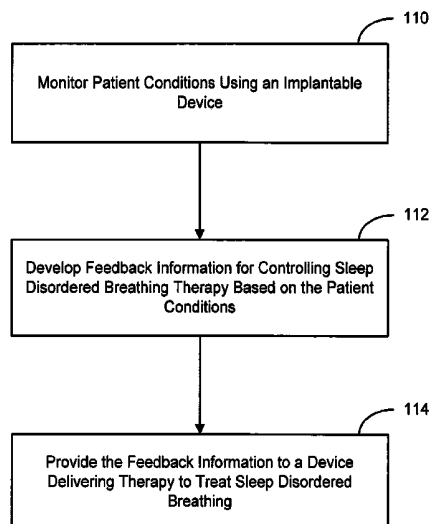 110
Monitor Patient Conditions Using an Implantable
Device
112
Develop Feedback Information for Controlling Sleep
Disordered Breathing Therapy Based on the Patient
Conditions
114
Provide the Feedback Information to a Device
Delivering Therapy to Treat Sleep Disordered
Breathing